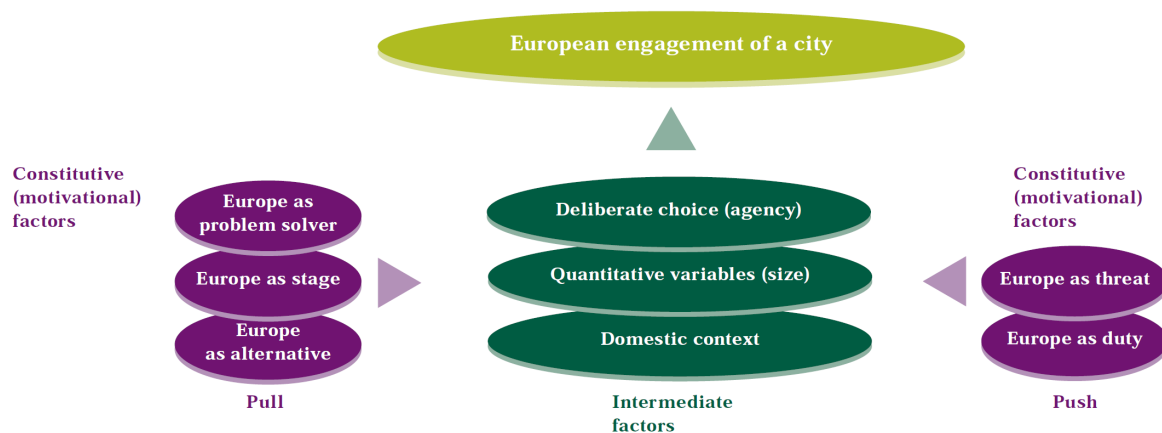 European engagement of a city
Constitutive
(motivational)
factors
Europe as
problem solver
Europe as stage
Europe
as alternative
Pull
Deliberate choice (agency)
Quantitative variables (size)
Domestic context
Intermediate
factors
Constitutive
(motivational)
factors
Europe as threat
Europe as duty
Push